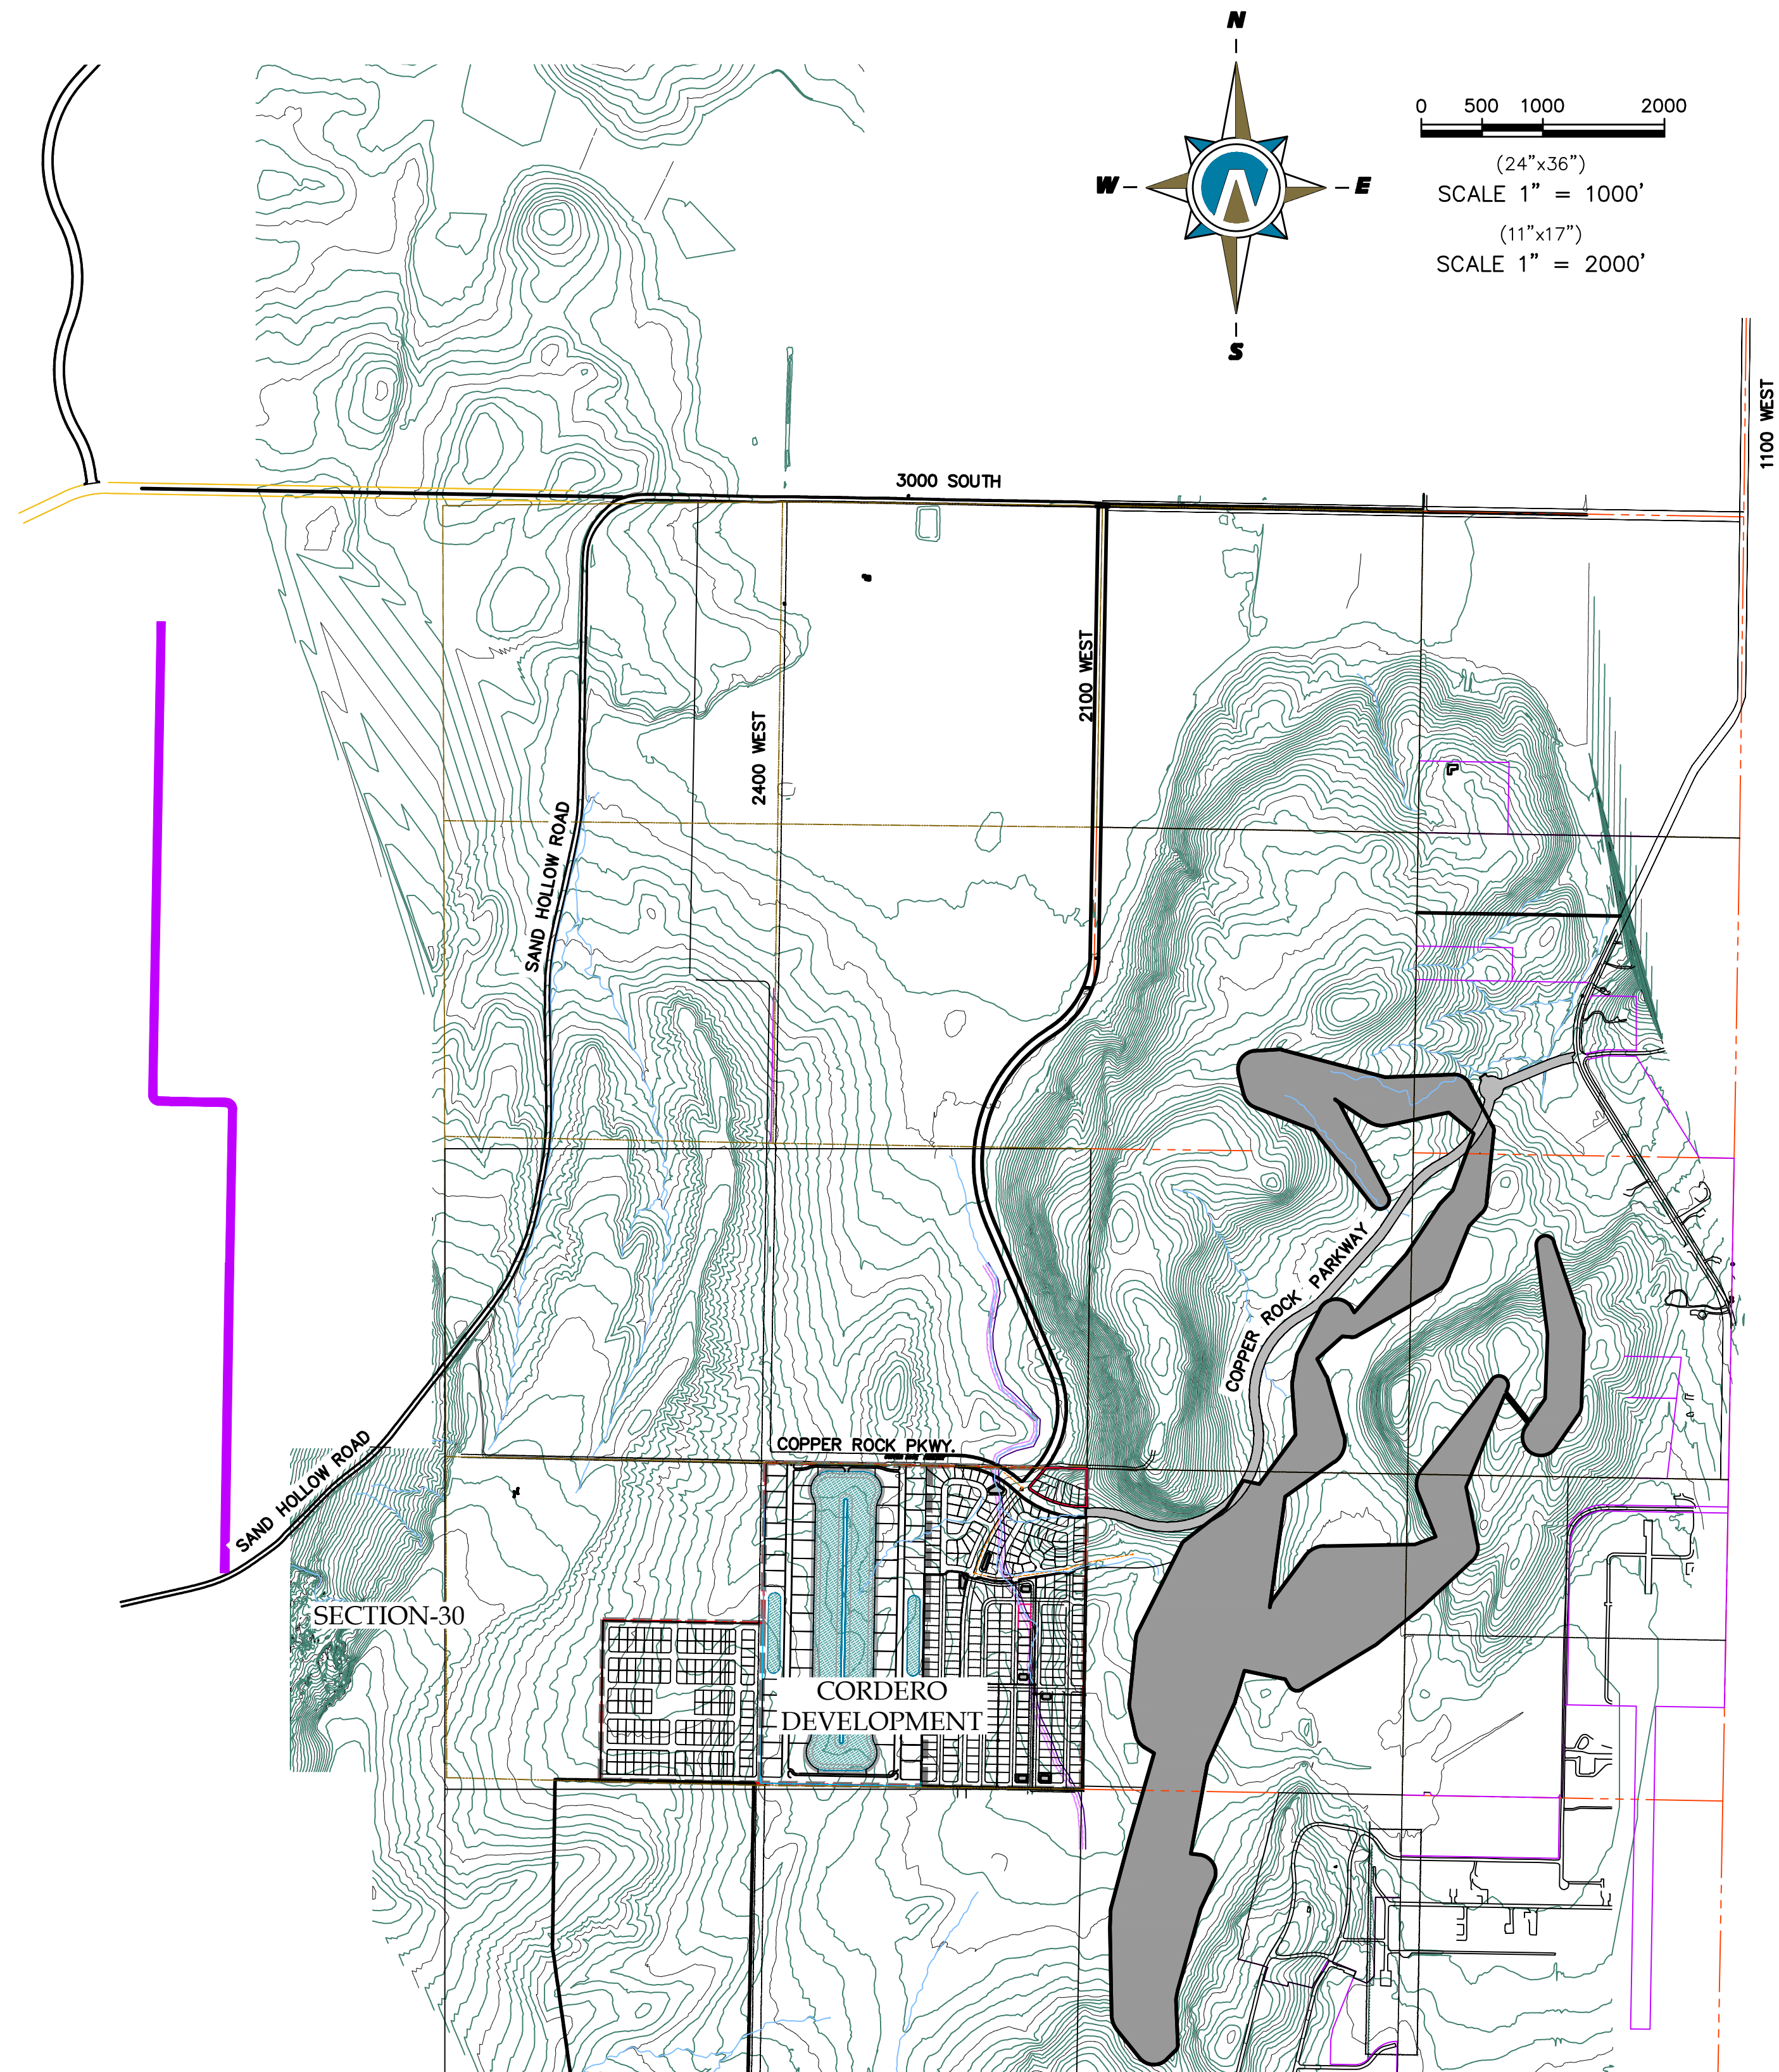 N
W
E
S
0 500 1000 2000
(24"x36")
SCALE 1" = 1000'
(11"x17")
SCALE 1" = 2000'
1100 WEST
3000 SOUTH
2100 WEST
2400 WEST
SAND HOLLOW ROAD
COPPER ROCK PARKWAY
COPPER ROCK PKWY.
SAND HOLLOW ROAD
SECTION-30
CORDERO
DEVELOPMENT